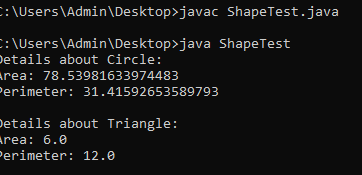 C:\Users\Admin\Desktop>javac ShapeTest.java
C:\Users\Admin\Desktop>java ShapeTest
Details about Circle:
Area: 78.53981633974483
Perimeter: 31.41592653589793
Details about Triangle:
Area: 6.0
Perimeter: 12.0